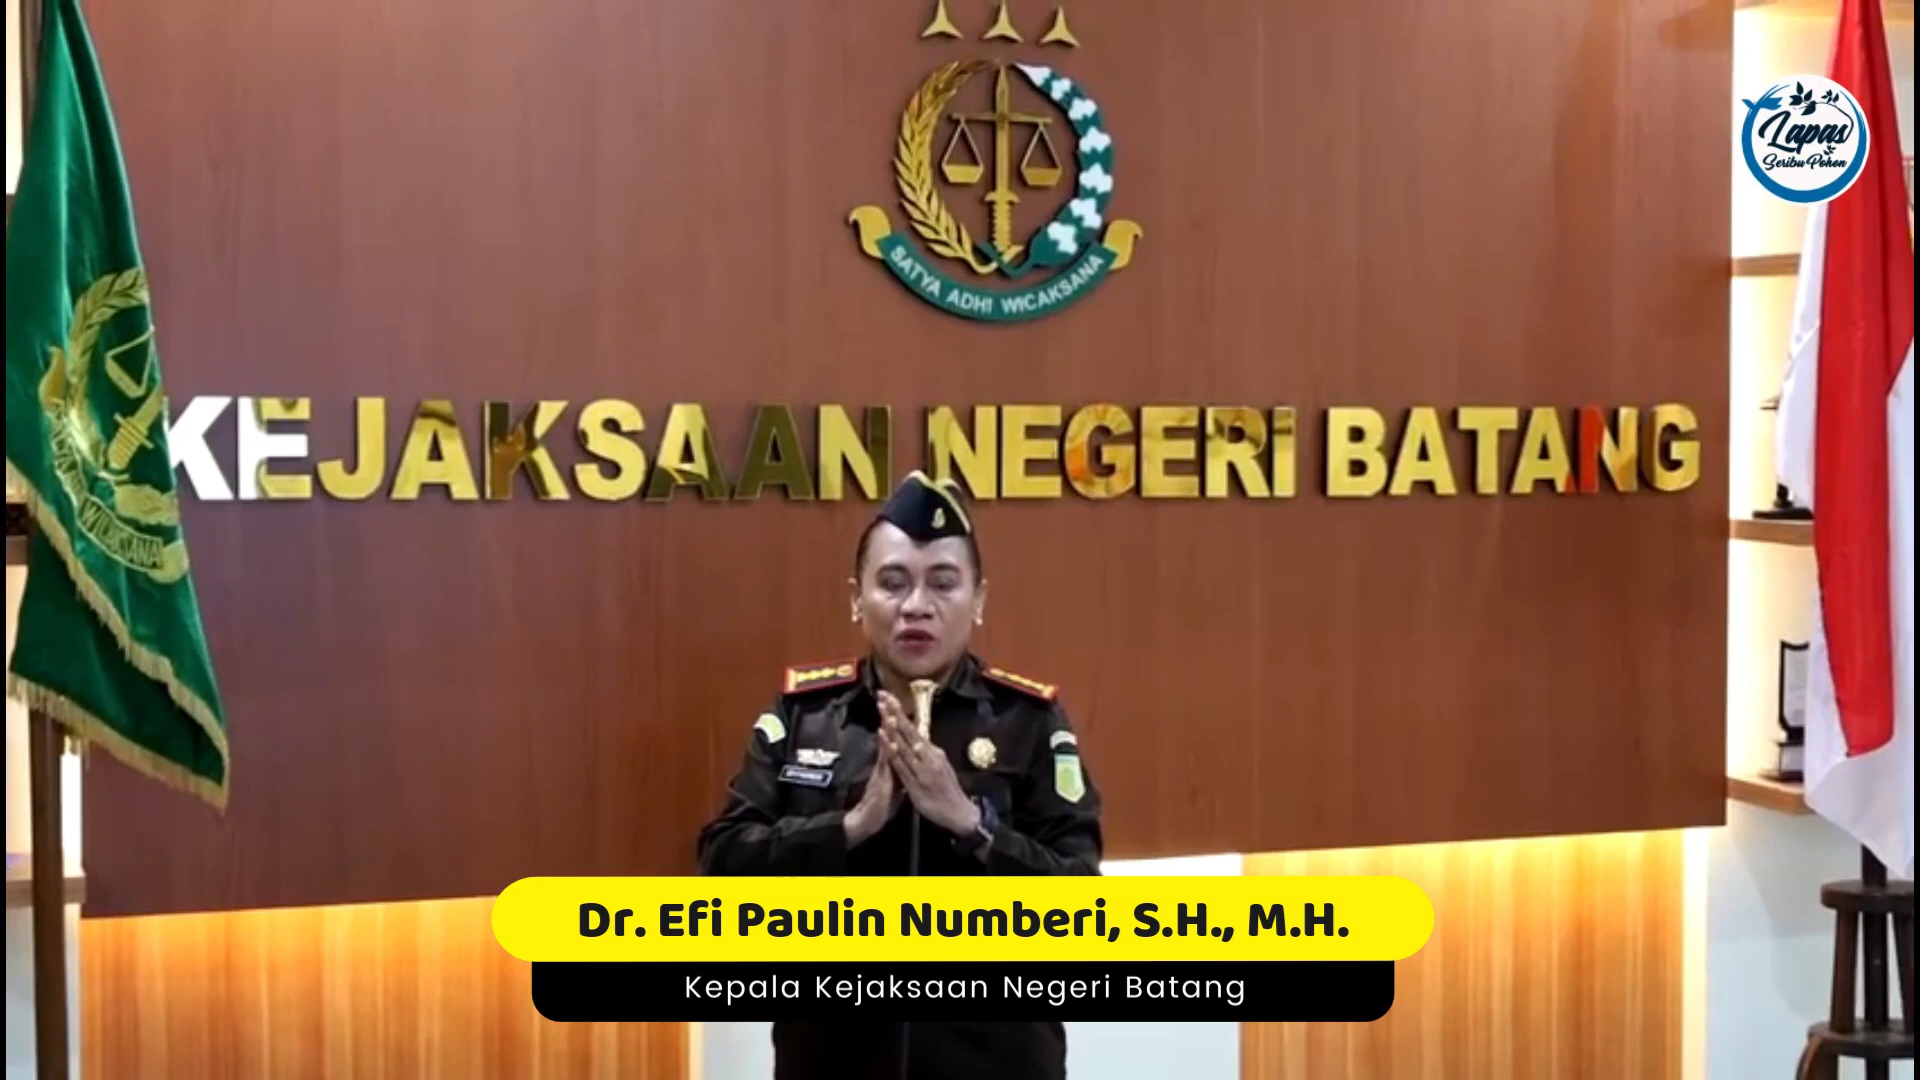 Lapas
Seribu Pohon
SATYA ADHI WICAKSANA
KEJAKSAAN NEGERI BATANG
Dr. Efi Paulin Numberi, S.H., M.H.
Kepala Kejaksaan Negeri Batang